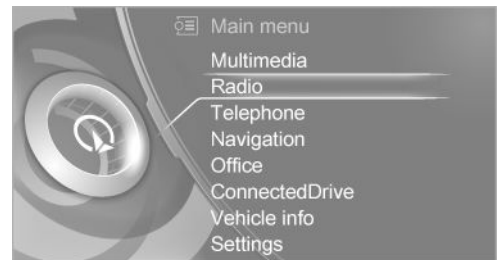 Main menu
Multimedia
Radio
Telephone
Navigation
Office
ConnectedDrive
Vehicle info
Settings